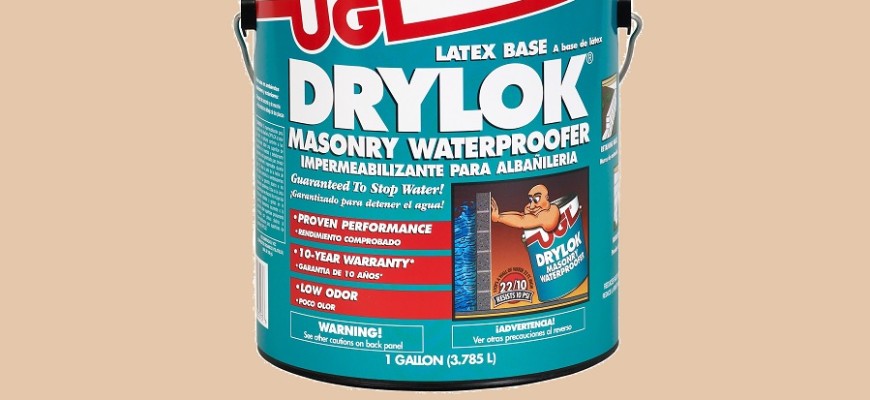 UGL
LATEX BASE A base de látex
DRYLOK®
MASONRY WATERPROOFER
IMPERMEABILIZANTE PARA ALBAÑILERIA
Guaranteed To Stop Water!
¡Garantizado para detener el agua!
•PROVEN PERFORMANCE
•RENDIMIENTO COMPROBADO
•10-YEAR WARRANTY*
•GARANTIA DE 10 AÑOS*
•LOW ODOR
•POCO OLOR
UGL
DRYLOK
MASONRY
WATERPROOFER
22/10
RESISTS 10 PSI
WARNING!
See other cautions on back panel
¡ADVERTENCIA!
Ver otras precauciones al reverso
1 GALLON (3.785 L)